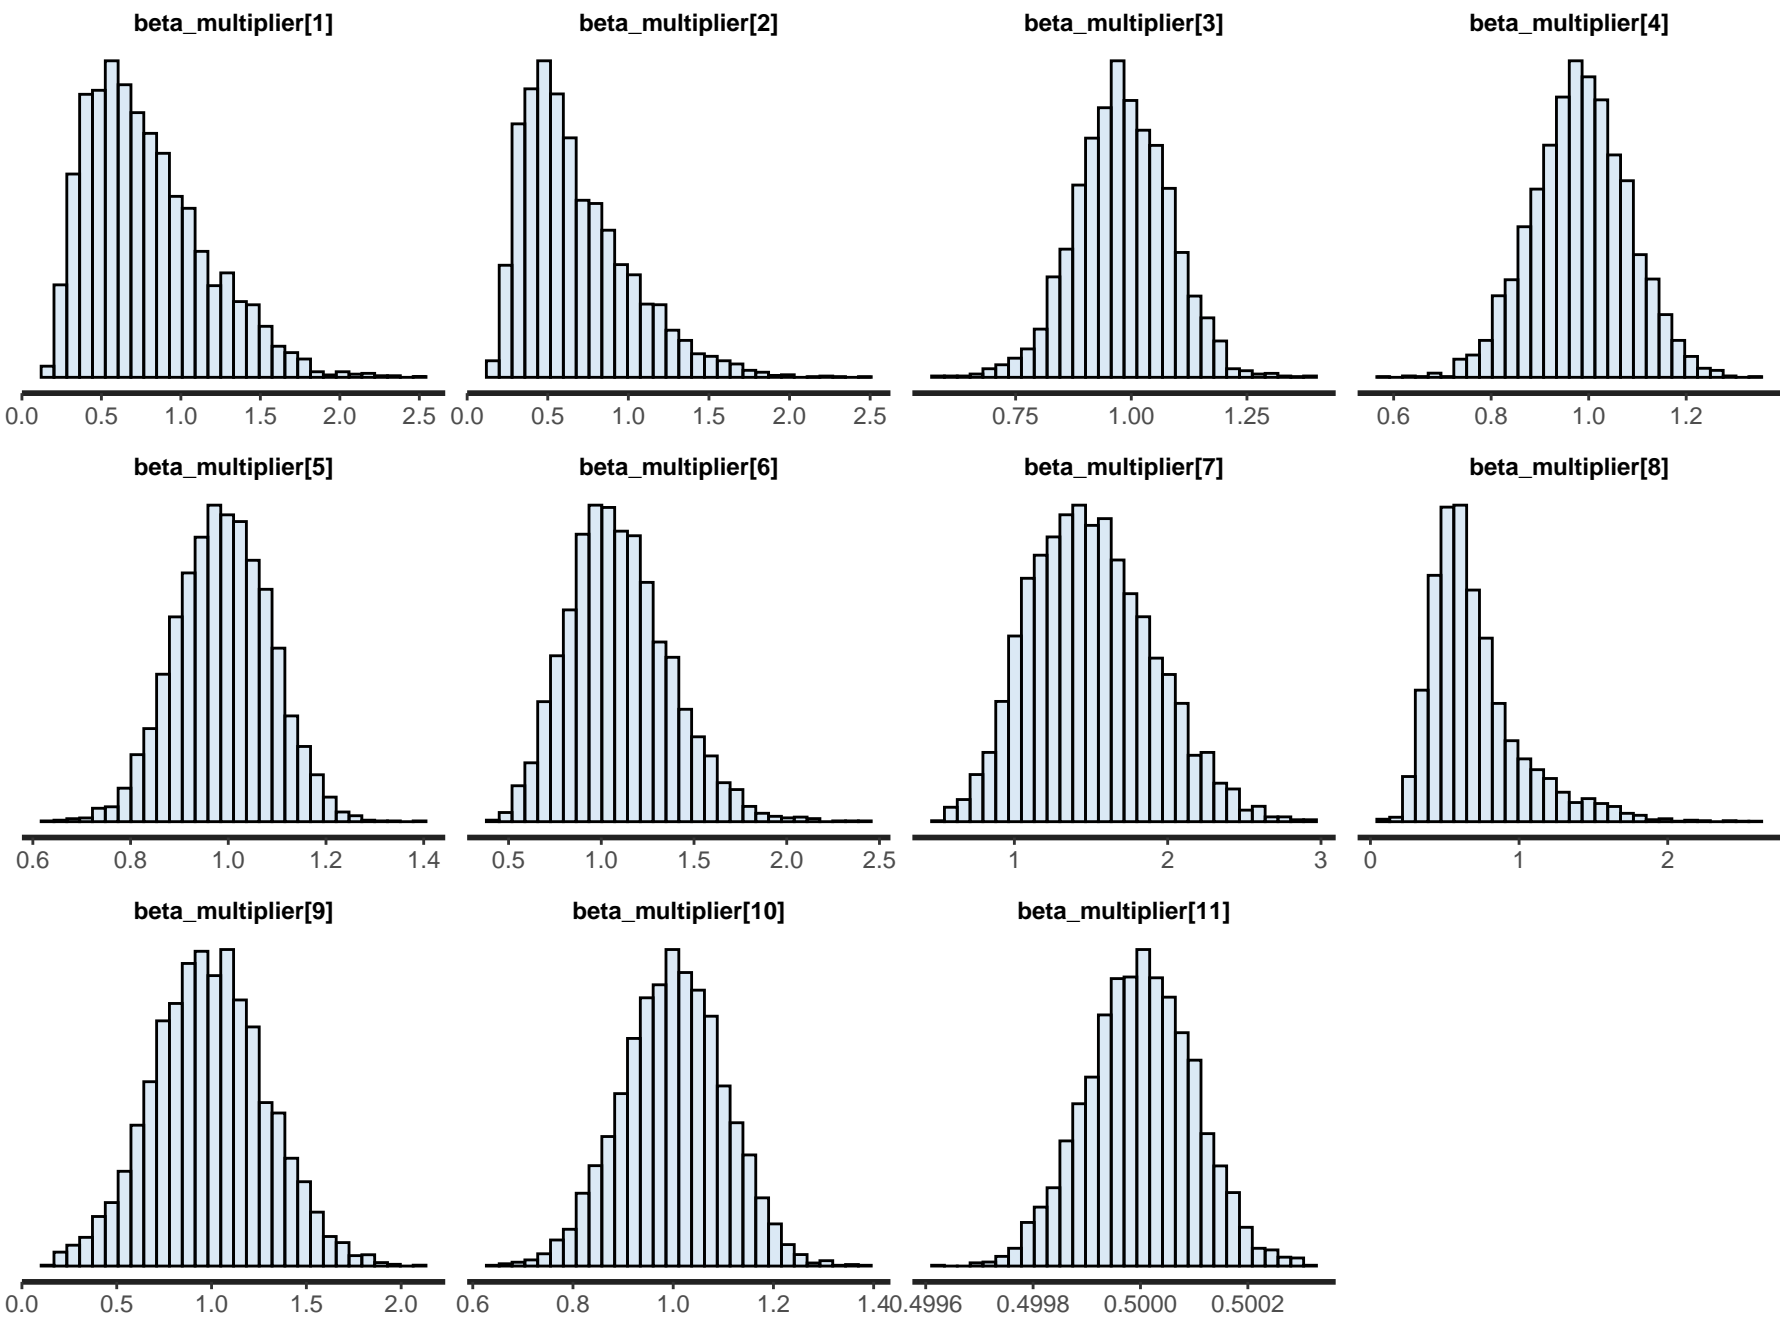 beta_multiplier[1] beta_multiplier[2] beta_multiplier[3] beta_multiplier[4]
0.0 0.5 1.0 1.5 2.0 2.5 0.0 0.5 1.0 1.5 2.0 2.5 0.75 1.00 1.25 0.6 0.8 1.0 1.2
beta_multiplier[5] beta_multiplier[6] beta_multiplier[7] beta_multiplier[8]
0.6 0.8 1.0 1.2 1.4 0.5 1.0 1.5 2.0 2.5 1 2 3 0 1 2
beta_multiplier[9] beta_multiplier[10] beta_multiplier[11]
0.0 0.5 1.0 1.5 2.0 0.6 0.8 1.0 1.2 1.4 0.4996 0.4998 0.5000 0.5002